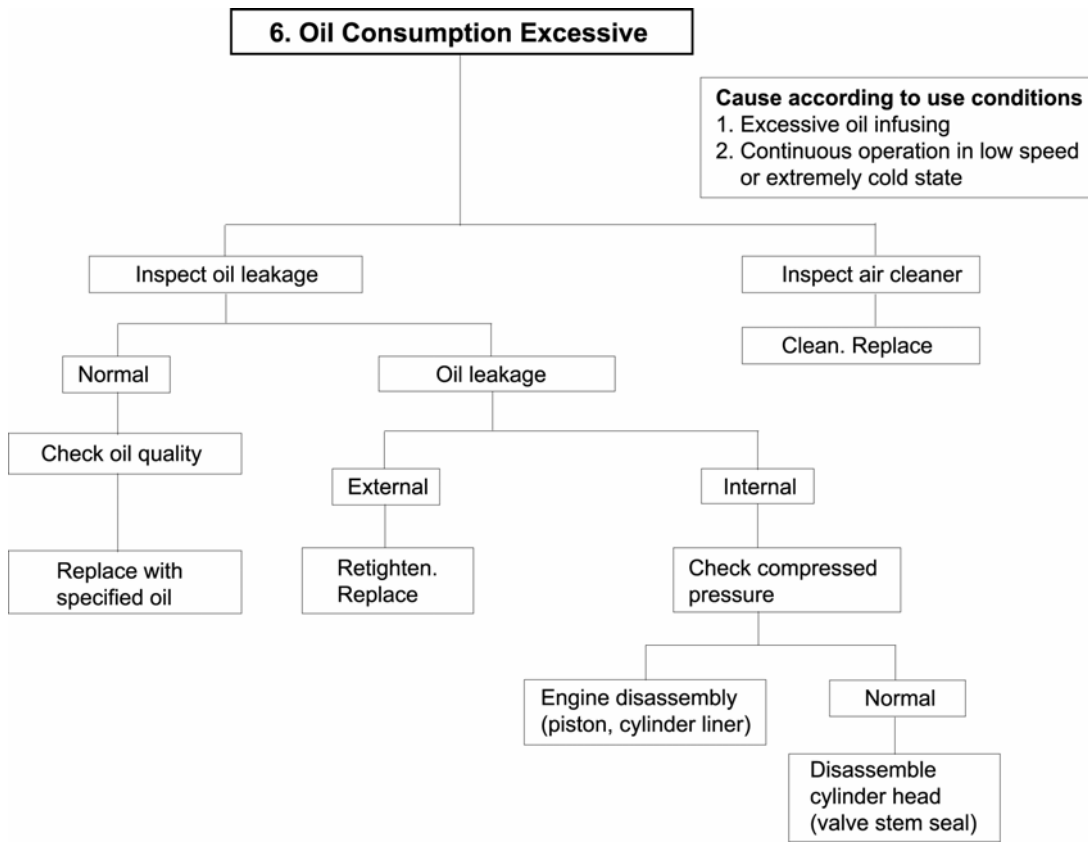 6. Oil Consumption Excessive
Cause according to use conditions
1. Excessive oil infusing
2. Continuous operation in low speed
or extremely cold state
Inspect oil leakage
Inspect air cleaner
Clean. Replace
Normal
Oil leakage
Check oil quality
External
Internal
Replace with
specified oil
Retighten.
Replace
Check compressed
pressure
Engine disassembly
(piston, cylinder liner)
Normal
Disassemble
cylinder head
(valve stem seal)